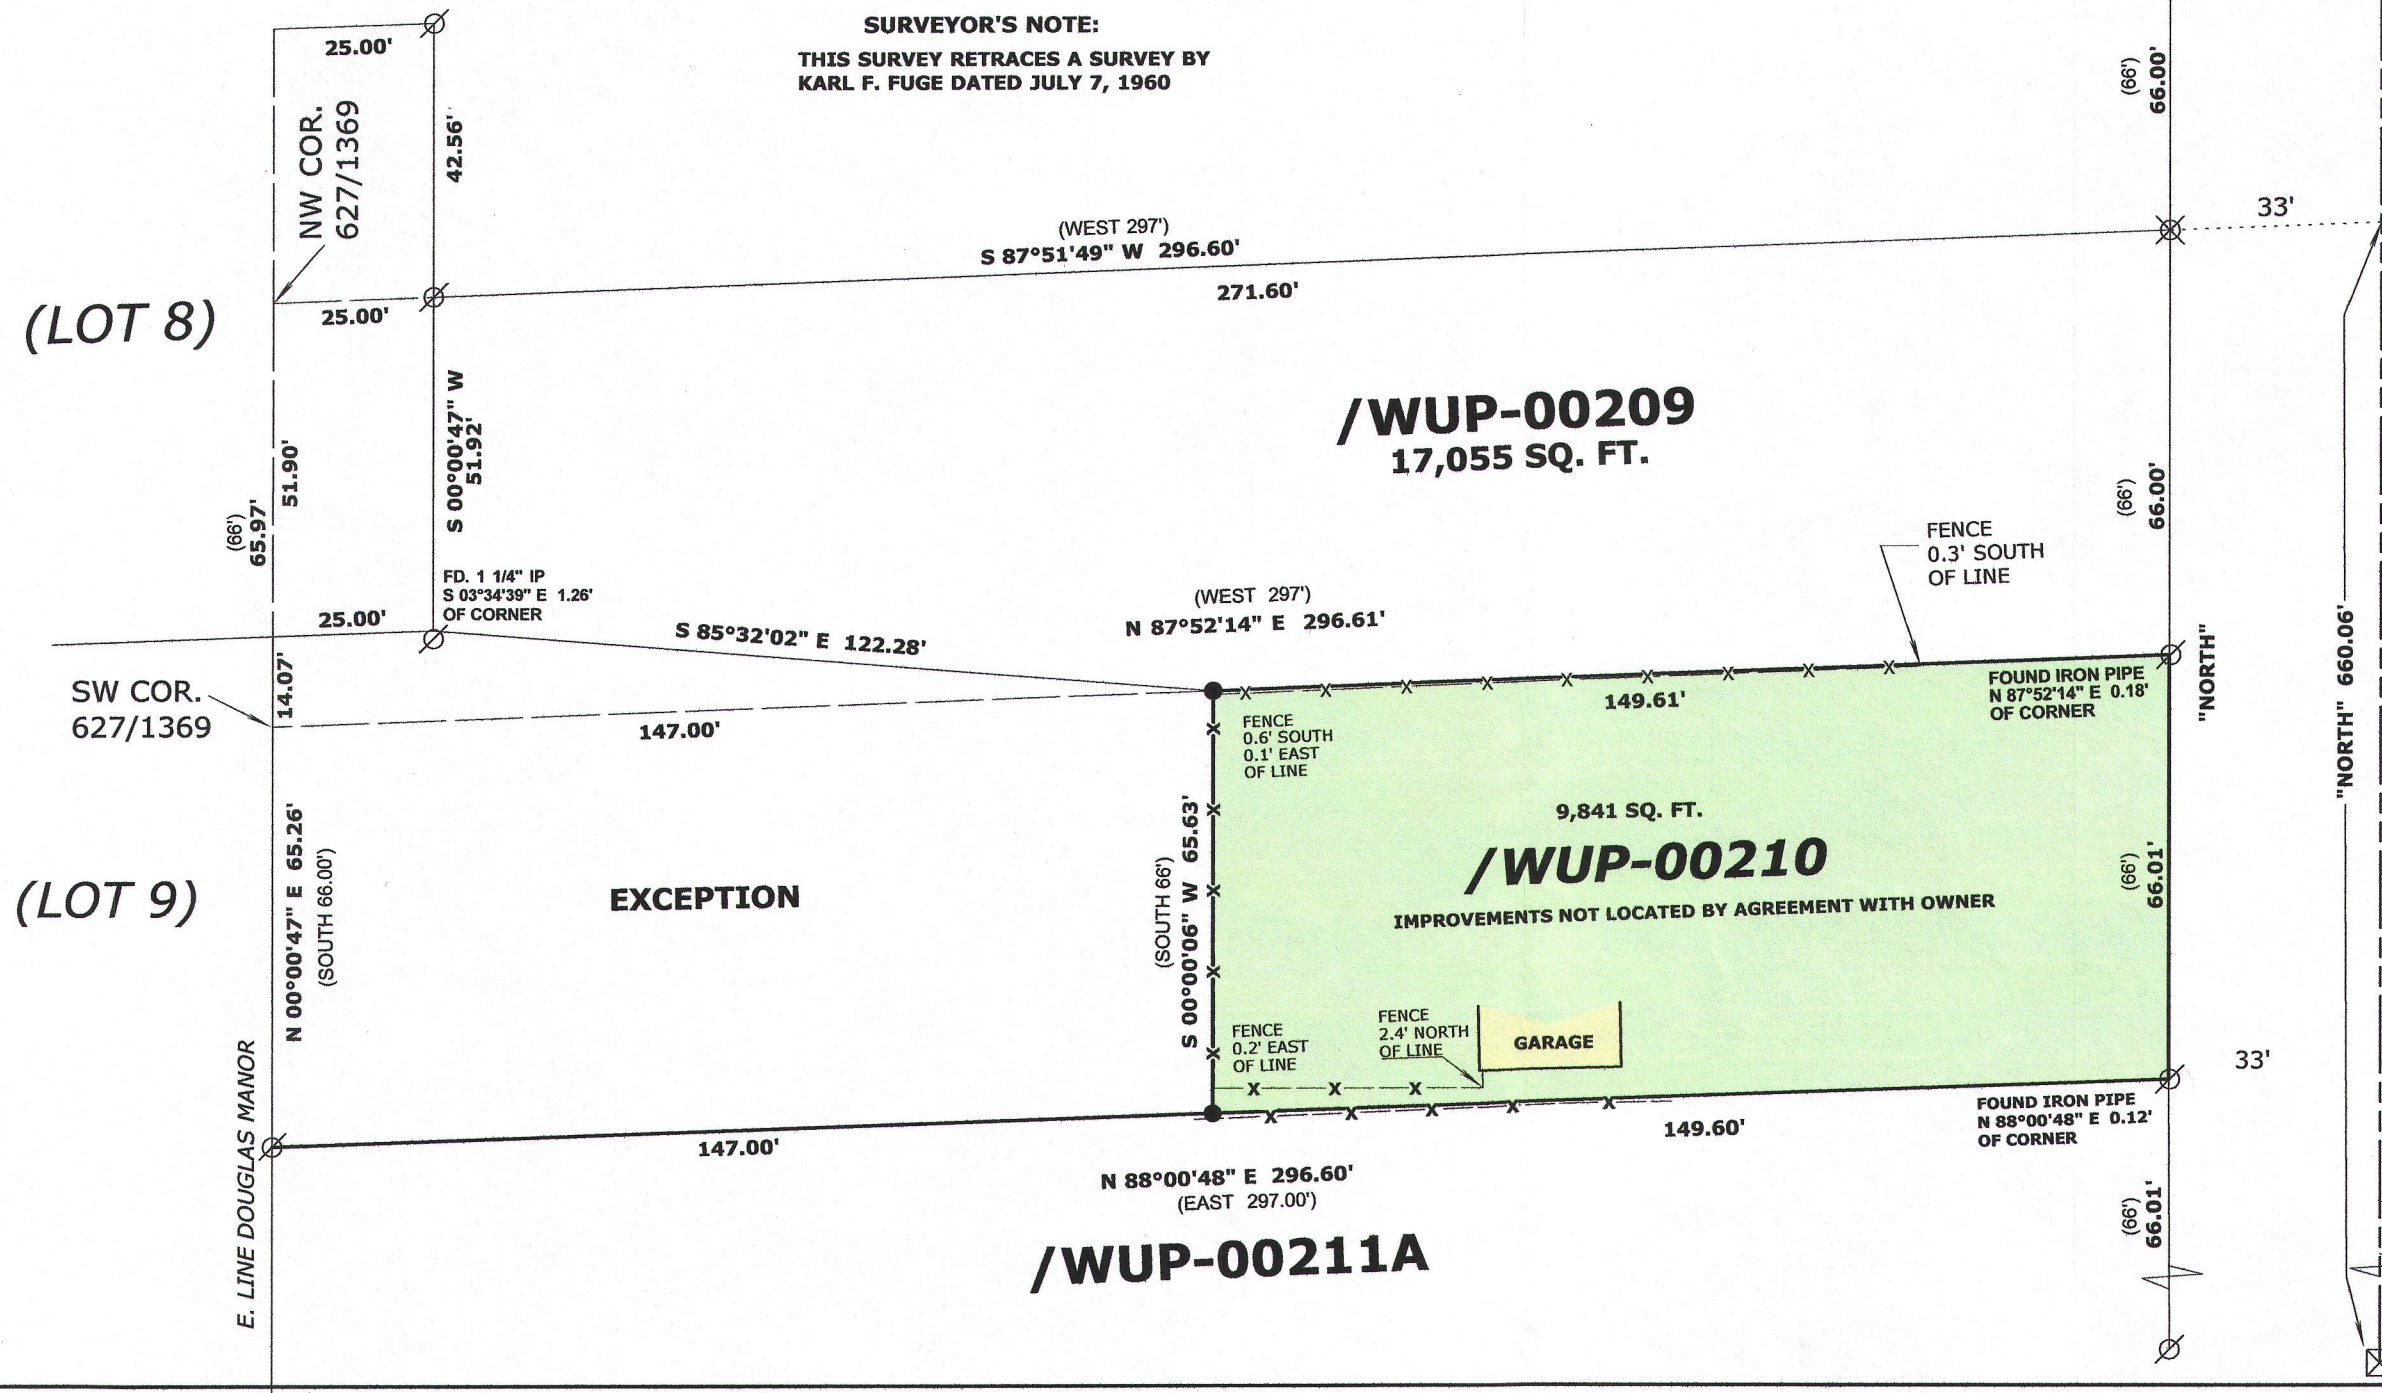 SURVEYOR'S NOTE:
THIS SURVEY RETRACES A SURVEY BY
KARL F. FUGE DATED JULY 7, 1960
25.00'
NW COR.
627/1369
42.56'
(66')
66.00'
33'
(WEST 297')
S 87°51'49" W 296.60'
271.60'
25.00'
(LOT 8)
/WUP-00209
17,055 SQ. FT.
S 00°00'47" W
51.92'
51.90'
(66')
65.97'
(66')
66.00'
FENCE
0.3' SOUTH
OF LINE
FD. 1 1/4" IP
S 03°34'39" E 1.26'
OF CORNER
25.00'
(WEST 297')
N 87°52'14" E 296.61'
S 85°32'02" E 122.28'
14.07'
SW COR.
627/1369
147.00'
149.61'
FOUND IRON PIPE
N 87°52'14" E 0.18'
OF CORNER
"NORTH"
"NORTH" 660.06'
FENCE
0.6' SOUTH
0.1' EAST
OF LINE
9,841 SQ. FT.
/WUP-00210
IMPROVEMENTS NOT LOCATED BY AGREEMENT WITH OWNER
(66')
66.01'
(LOT 9)
N 00°00'47" E 65.26'
(SOUTH 66.00')
EXCEPTION
(SOUTH 66')
S 00°00'06" W 65.63'
FENCE
0.2' EAST
OF LINE
FENCE
2.4' NORTH
OF LINE
GARAGE
33'
E. LINE DOUGLAS MANOR
147.00'
149.60'
FOUND IRON PIPE
N 88°00'48" E 0.12'
OF CORNER
N 88°00'48" E 296.60'
(EAST 297.00')
/WUP-00211A
(66')
66.01'